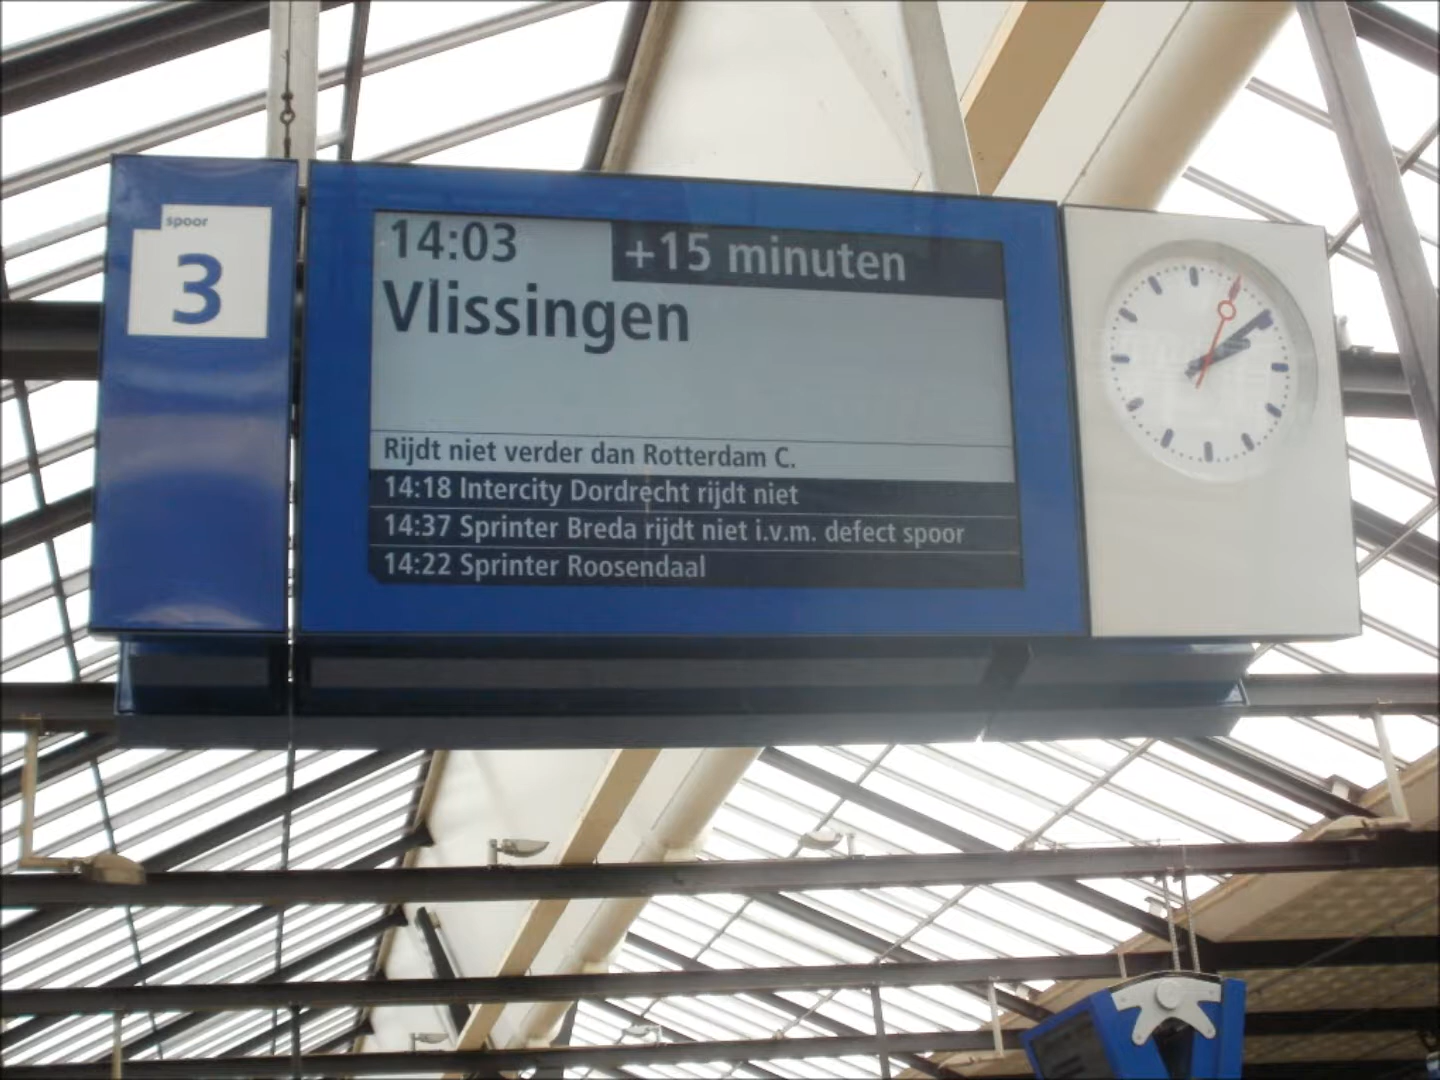 spoor
3
14:03
+15 minuten
Vlissingen
Rijdt niet verder dan Rotterdam C.
14:18 Intercity Dordrecht rijdt niet
14:37 Sprinter Breda rijdt niet i.v.m. defect spoor
14:22 Sprinter Roosendaal